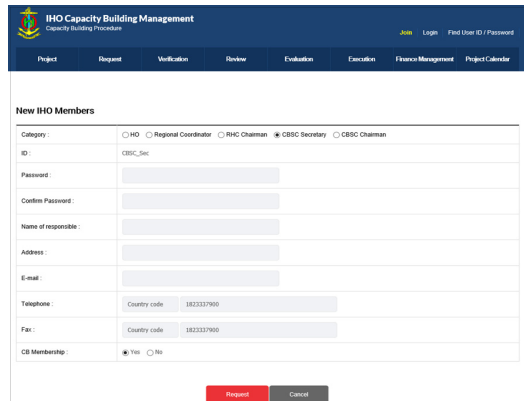 IHO Capacity Building Management
Capacity Building Procedure
Join Login Find User ID / Password
Project Request Verification Review Evaluation Execution Finance Management Project Calendar
New IHO Members
Category : HO Regional Coordinator RHC Chairman CBSC Secretary CBSC Chairman
ID : CBSC_Sec
Password :
Confirm Password :
Name of responsible :
Address :
E-mail :
Telephone : Country code 1823337900
Fax : Country code 1823337900
CB Membership : Yes No
Request Cancel